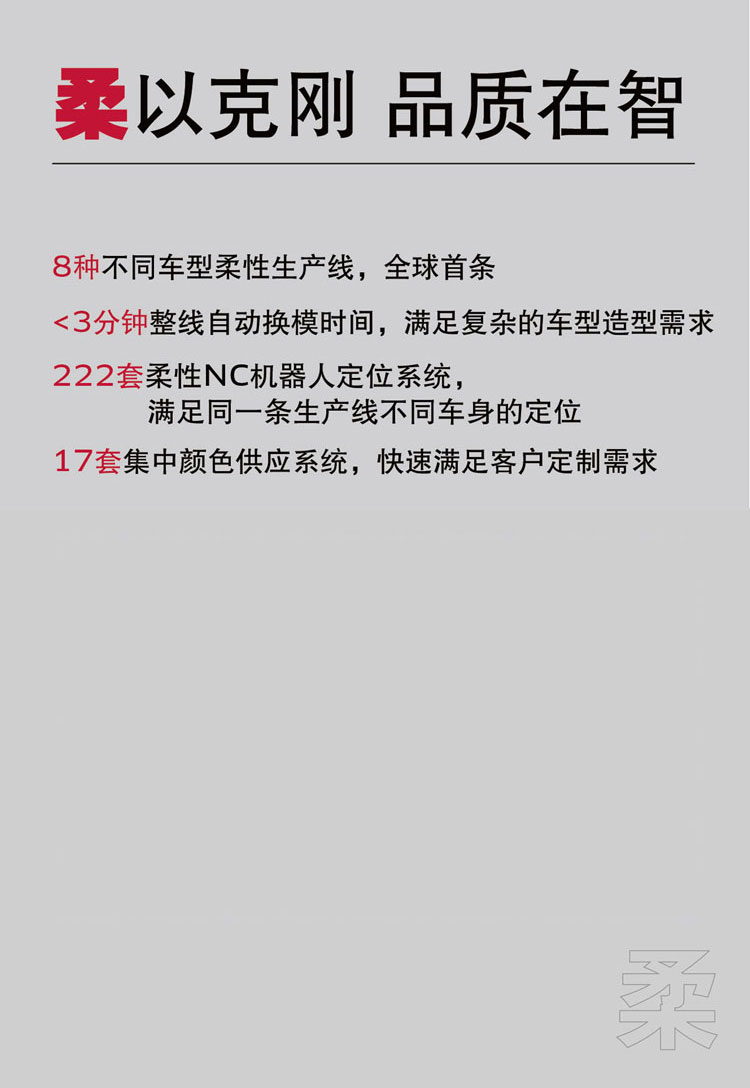 柔以克刚 品质在智
8种不同车型柔性生产线，全球首条
<3分钟整线自动换模时间，满足复杂的车型造型需求
222套柔性NC机器人定位系统，
满足同一条生产线不同车身的定位
17套集中颜色供应系统，快速满足客户定制需求
柔